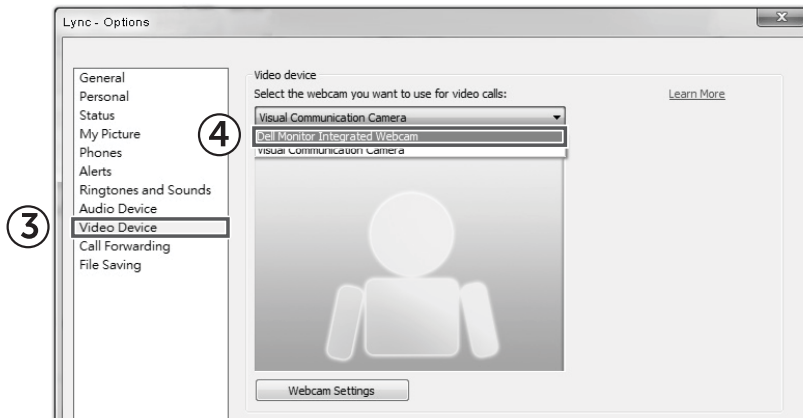 Lync - Options
x
General
Personal
Status
My Picture
Phones
Alerts
Ringtones and Sounds
Audio Device
③
Video Device
Call Forwarding
File Saving
Video device
Select the webcam you want to use for video calls:
Learn More
Visual Communication Camera
④
Dell Monitor Integrated Webcam
Visual Communication Camera
Webcam Settings